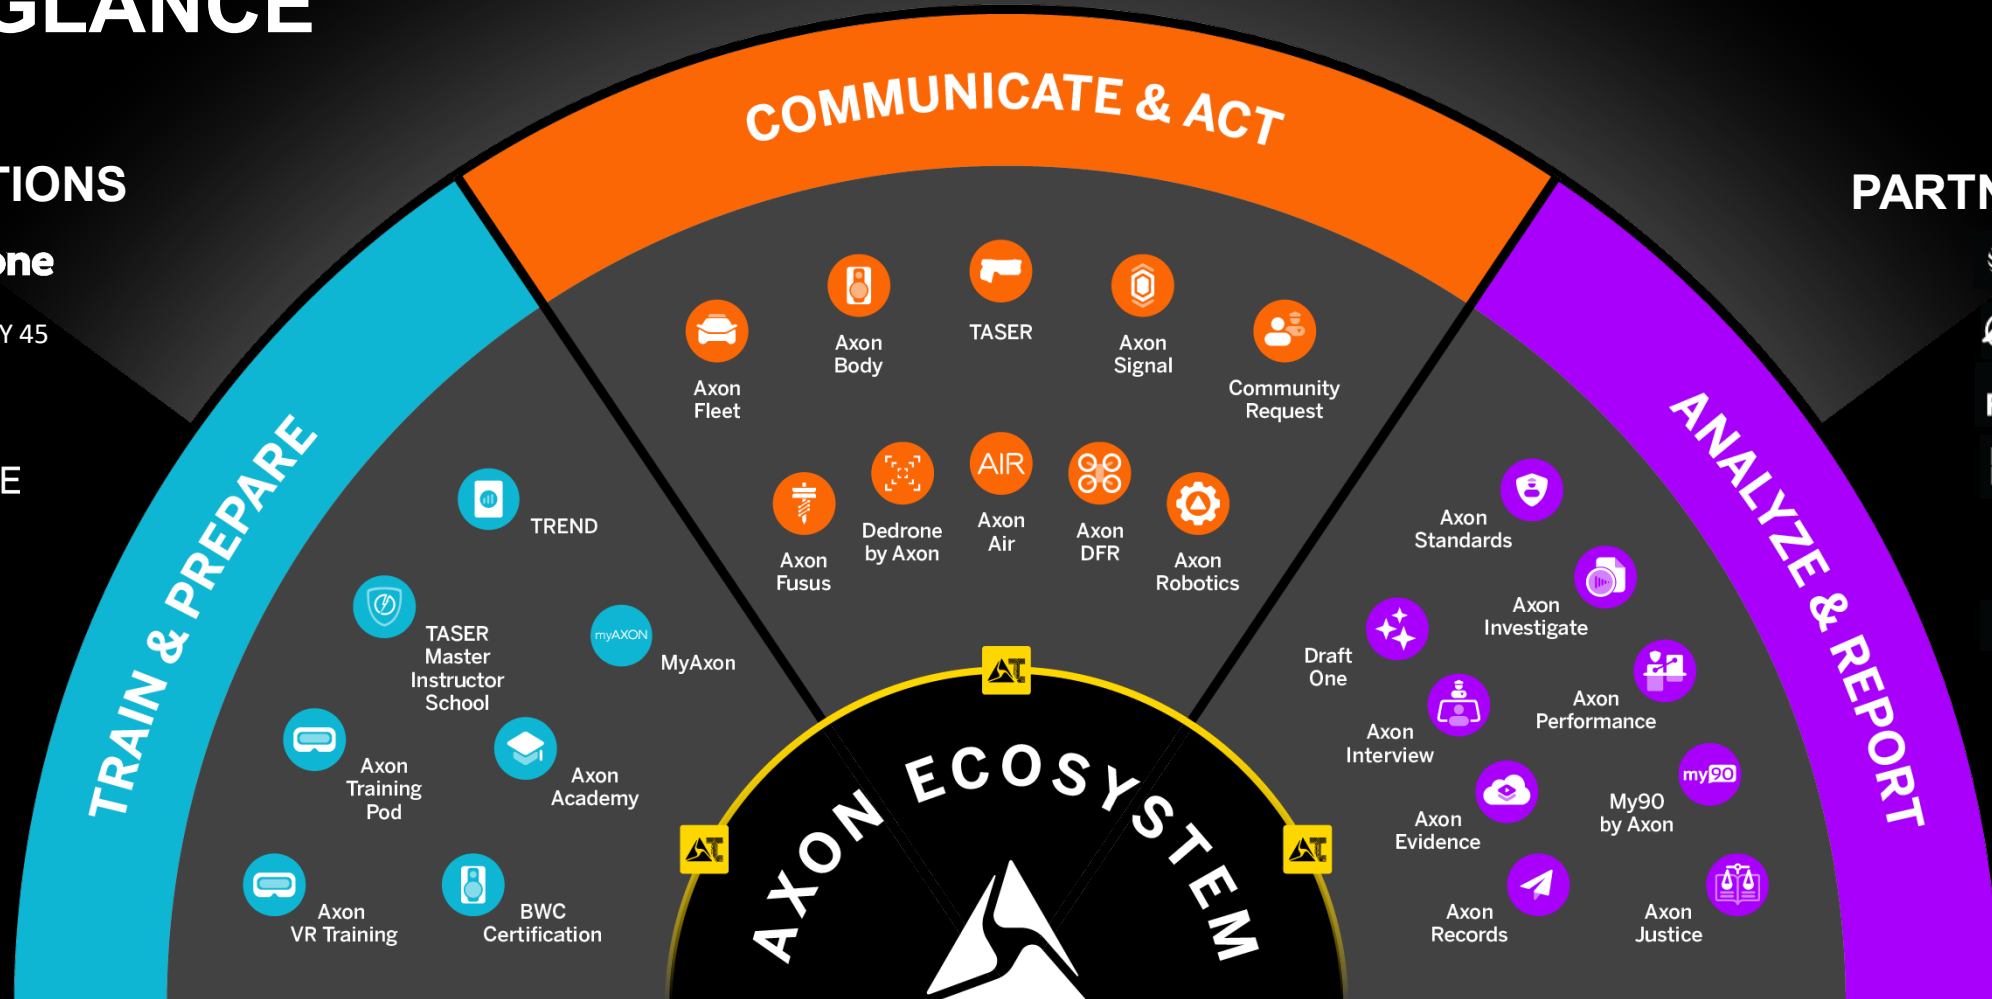 GLANCE
COMMUNICATE & ACT
TIONS
PARTN
one
Y 45
E
TRAIN & PREPARE
TREND
TASER
Master
Instructor
School
myAXON
MyAxon
Axon
Training
Pod
Axon
Academy
Axon
VR Training
BWC
Certification
Axon
Fleet
Axon
Body
TASER
Axon
Signal
Community
Request
Axon
Fusus
Dedrone
by Axon
AIR
Axon
Air
Axon
DFR
Axon
Robotics
ANALYZE & REPORT
Axon
Standards
Axon
Investigate
Draft
One
Axon
Performance
Axon
Interview
my90
My90
by Axon
Axon
Evidence
Axon
Records
Axon
Justice
AXON ECOSYSTEM